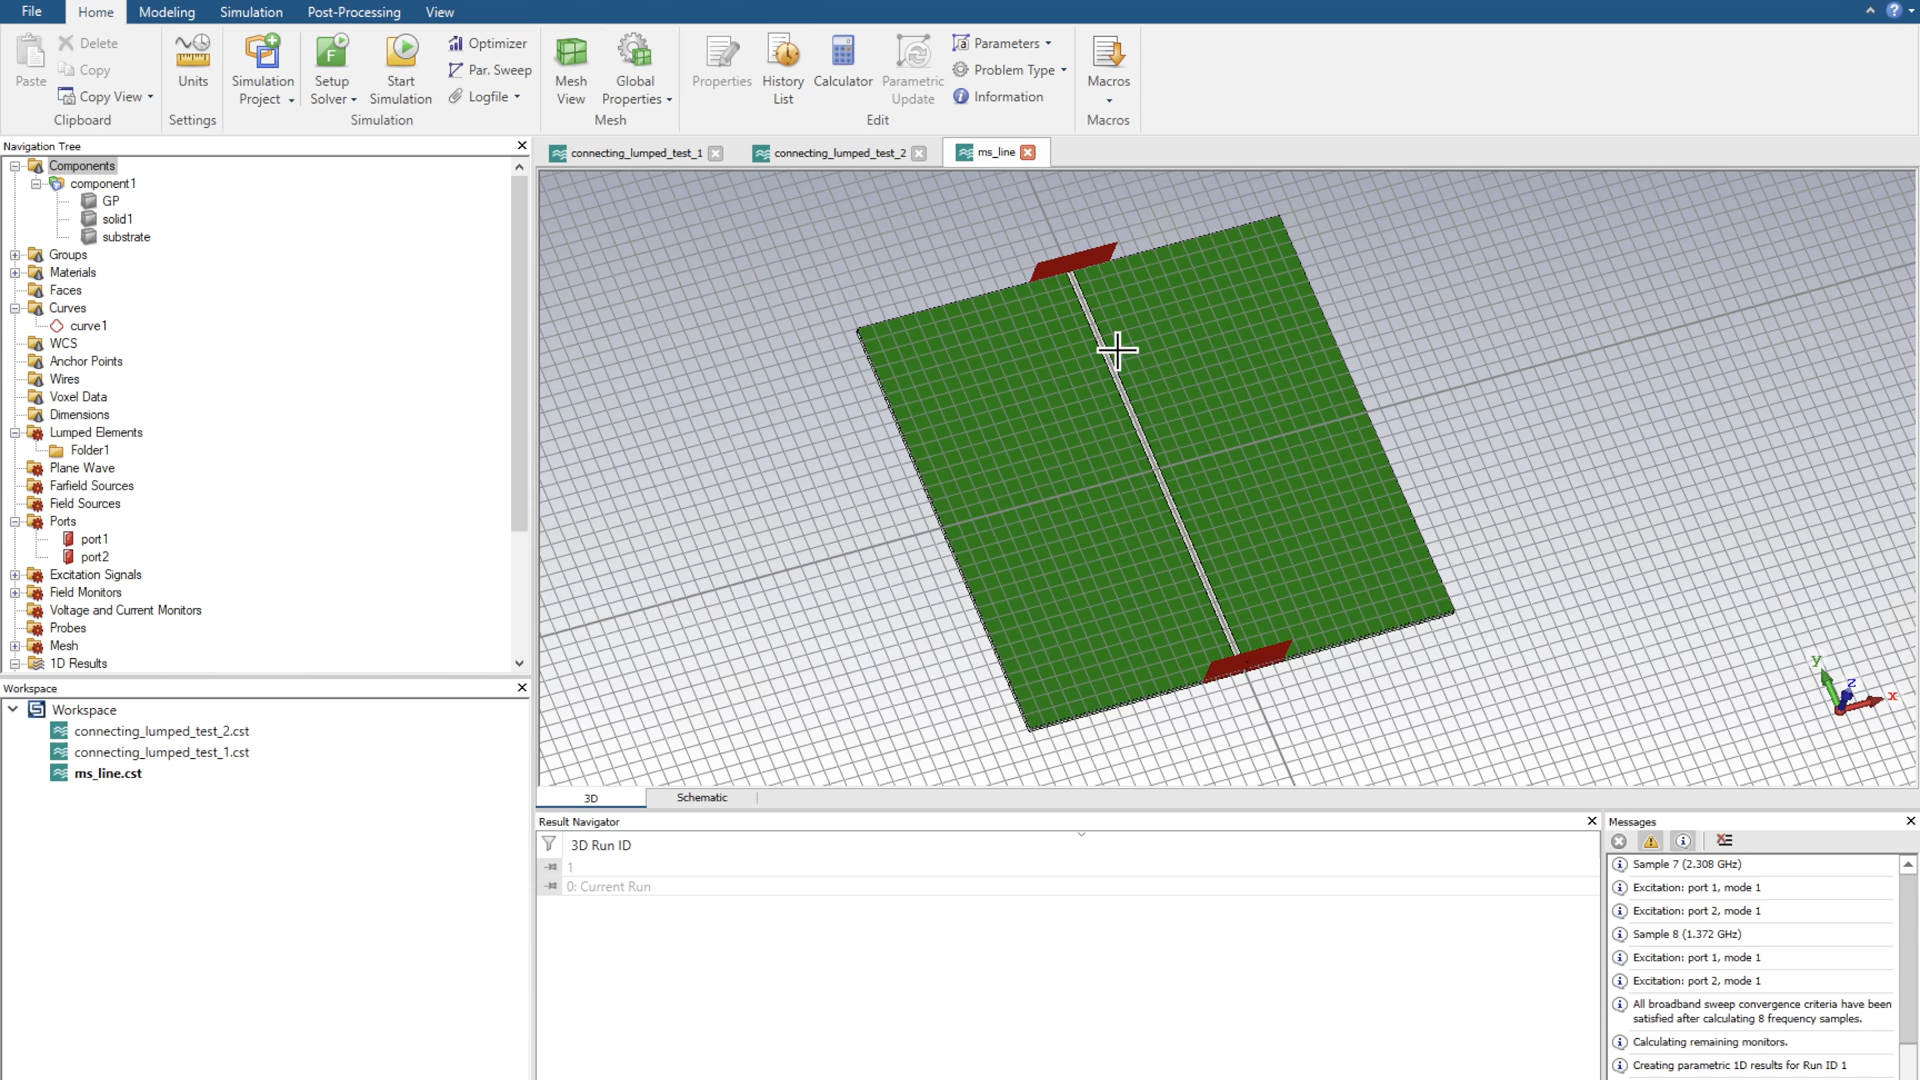 File Home Modeling Simulation Post-Processing View
Paste Delete Copy Copy View Clipboard
Units Settings
Simulation Project Setup Solver Start Simulation Optimizer Par. Sweep Logfile Simulation
Mesh View Global Properties Mesh
Properties History List Calculator Parametric Update Parameters Problem Type Information Edit
Macros Macros
Navigation Tree
Components
component1
GP
solid1
substrate
Groups
Materials
Faces
Curves
curve1
WCS
Anchor Points
Wires
Voxel Data
Dimensions
Lumped Elements
Folder1
Plane Wave
Farfield Sources
Field Sources
Ports
port1
port2
Excitation Signals
Field Monitors
Voltage and Current Monitors
Probes
Mesh
1D Results
Workspace
Workspace
connecting_lumped_test_2.cst
connecting_lumped_test_1.cst
ms_line.cst
connecting_lumped_test_1 connecting_lumped_test_2 ms_line
y z x
3D Schematic
Result Navigator
3D Run ID
1
0: Current Run
Messages
Sample 7 (2.308 GHz)
Excitation: port 1, mode 1
Excitation: port 2, mode 1
Sample 8 (1.372 GHz)
Excitation: port 1, mode 1
Excitation: port 2, mode 1
All broadband sweep convergence criteria have been
satisfied after calculating 8 frequency samples.
Calculating remaining monitors.
Creating parametric 1D results for Run ID 1